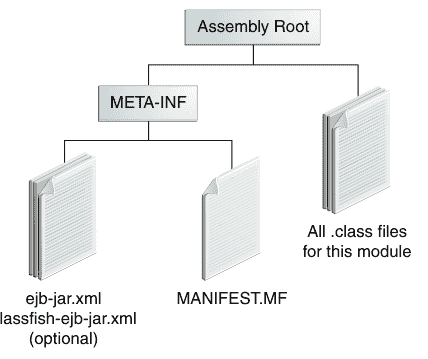 Assembly Root
META-INF
All .class files
for this module
ejb-jar.xml
lassfish-ejb-jar.xml
(optional)
MANIFEST.MF